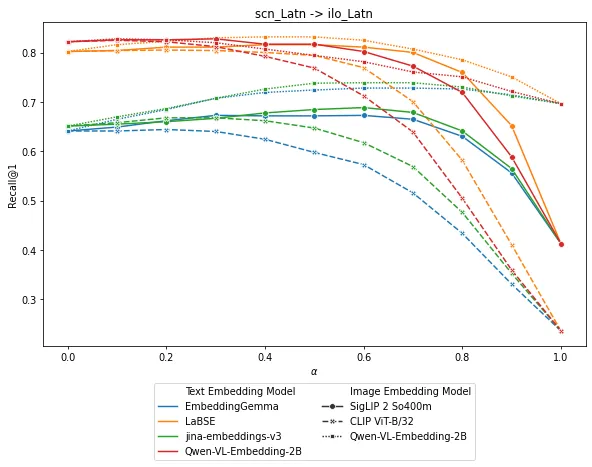 scn_Latn -> ilo_Latn
Recall@1
0.8
0.7
0.6
0.5
0.4
0.3
0.0 0.2 0.4 0.6 0.8 1.0
α
Text Embedding Model Image Embedding Model
EmbeddingGemma SigLIP 2 So400m
LaBSE CLIP ViT-B/32
jina-embeddings-v3 Qwen-VL-Embedding-2B
Qwen-VL-Embedding-2B